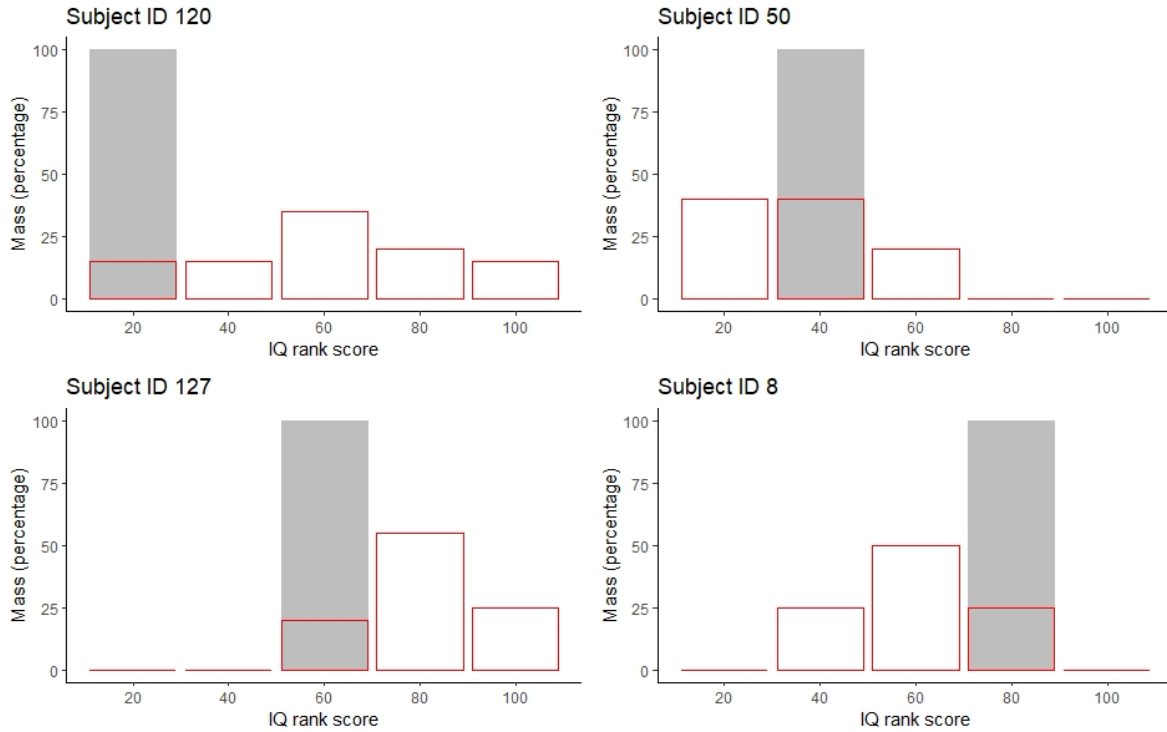 Subject ID 120
Mass (percentage)
100
75
50
25
0
20 40 60 80 100
IQ rank score
Subject ID 50
Mass (percentage)
100
75
50
25
0
20 40 60 80 100
IQ rank score
Subject ID 127
Mass (percentage)
100
75
50
25
0
20 40 60 80 100
IQ rank score
Subject ID 8
Mass (percentage)
100
75
50
25
0
20 40 60 80 100
IQ rank score